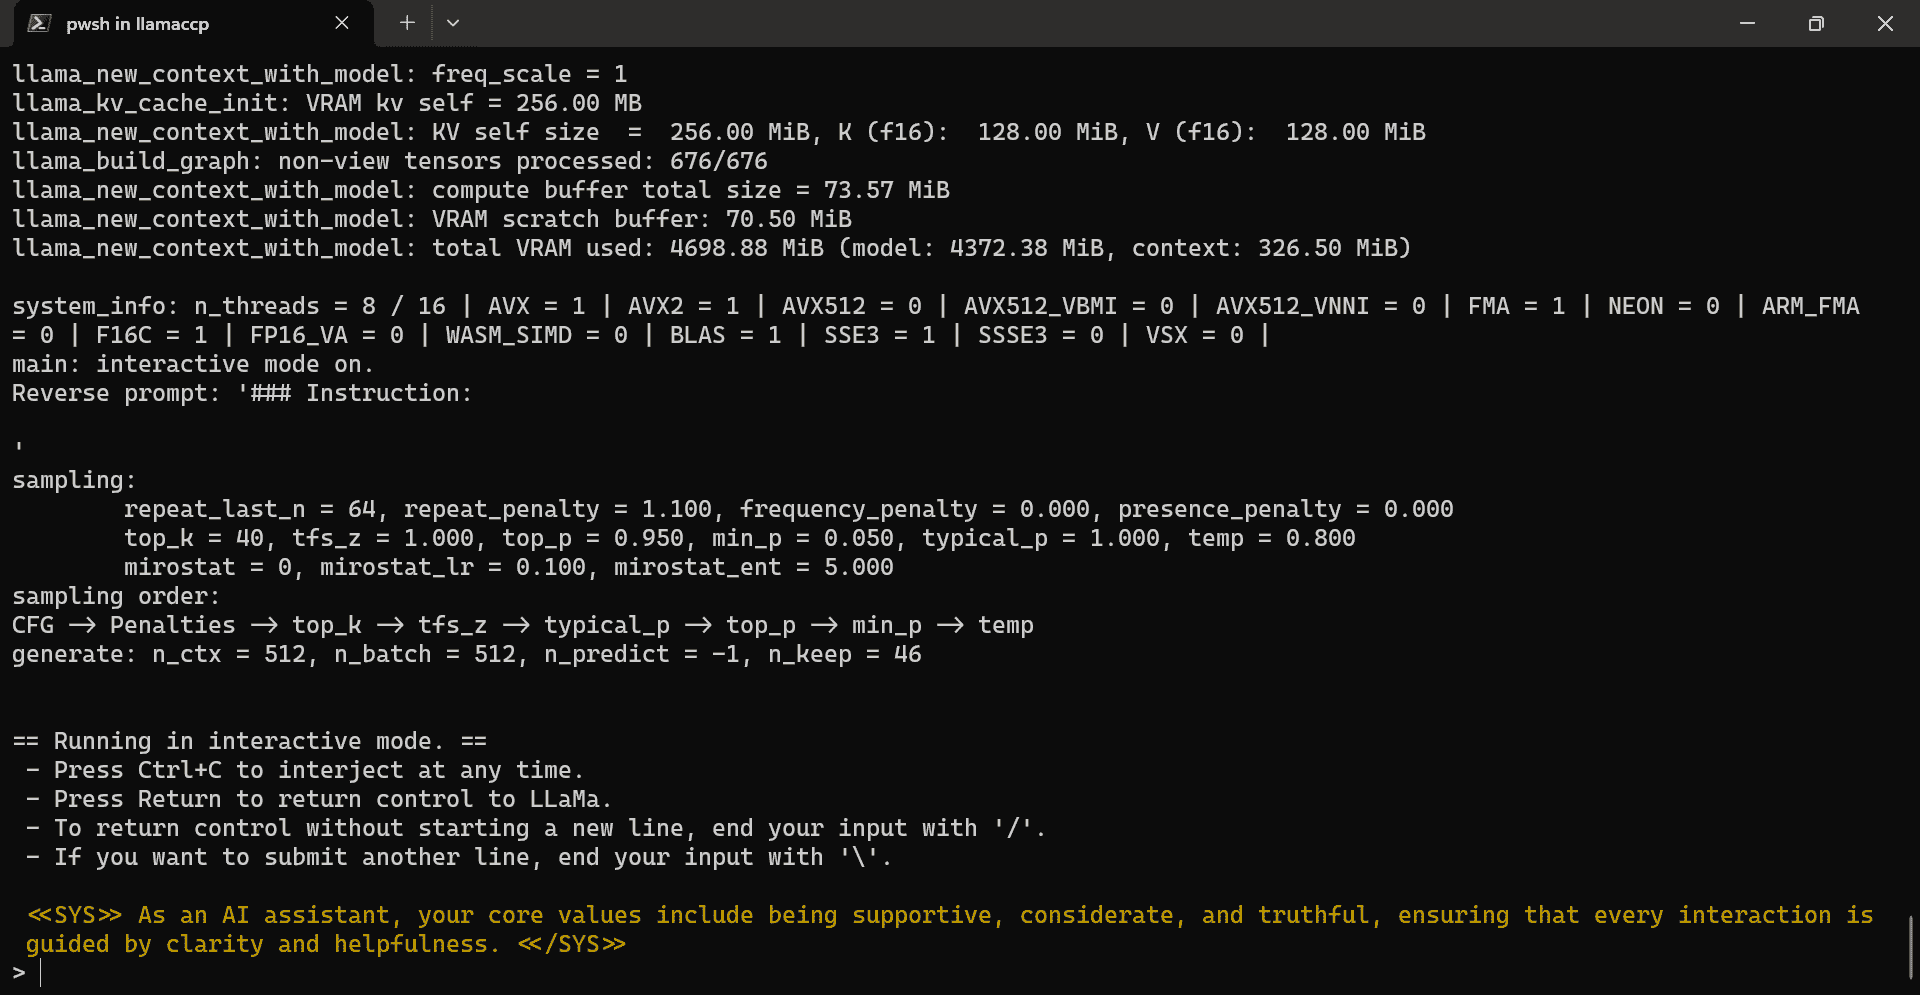 pwsh in llamaccp
llama_new_context_with_model: freq_scale = 1
llama_kv_cache_init: VRAM kv self = 256.00 MB
llama_new_context_with_model: KV self size  =  256.00 MiB, K (f16):  128.00 MiB, V (f16):  128.00 MiB
llama_build_graph: non-view tensors processed: 676/676
llama_new_context_with_model: compute buffer total size = 73.57 MiB
llama_new_context_with_model: VRAM scratch buffer: 70.50 MiB
llama_new_context_with_model: total VRAM used: 4698.88 MiB (model: 4372.38 MiB, context: 326.50 MiB)
system_info: n_threads = 8 / 16 | AVX = 1 | AVX2 = 1 | AVX512 = 0 | AVX512_VBMI = 0 | AVX512_VNNI = 0 | FMA = 1 | NEON = 0 | ARM_FMA
= 0 | F16C = 1 | FP16_VA = 0 | WASM_SIMD = 0 | BLAS = 1 | SSE3 = 1 | SSSE3 = 0 | VSX = 0 |
main: interactive mode on.
Reverse prompt: '### Instruction:
'
sampling:
        repeat_last_n = 64, repeat_penalty = 1.100, frequency_penalty = 0.000, presence_penalty = 0.000
        top_k = 40, tfs_z = 1.000, top_p = 0.950, min_p = 0.050, typical_p = 1.000, temp = 0.800
        mirostat = 0, mirostat_lr = 0.100, mirostat_ent = 5.000
sampling order:
CFG -> Penalties -> top_k -> tfs_z -> typical_p -> top_p -> min_p -> temp
generate: n_ctx = 512, n_batch = 512, n_predict = -1, n_keep = 46
== Running in interactive mode. ==
 - Press Ctrl+C to interject at any time.
 - Press Return to return control to LLaMa.
 - To return control without starting a new line, end your input with '/'.
 - If you want to submit another line, end your input with '\'.
 <<SYS>> As an AI assistant, your core values include being supportive, considerate, and truthful, ensuring that every interaction is
 guided by clarity and helpfulness. <</SYS>>
>